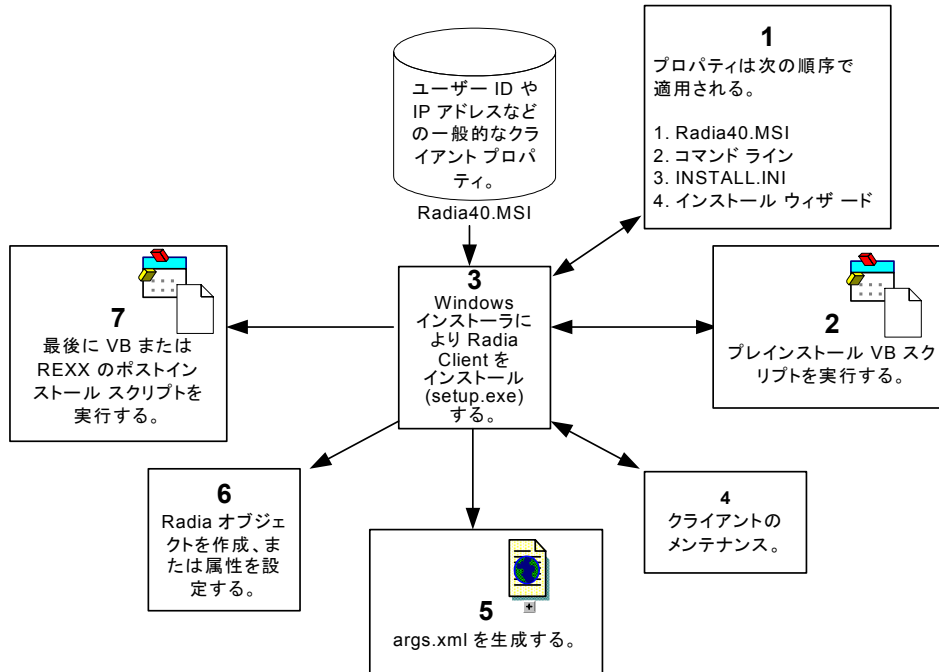 ユーザー ID や
IP アドレスなど
の一般的なクラ
イアント プロパ
ティ。
Radia40.MSI
1
プロパティは次の順序で
適用される。
1. Radia40.MSI
2. コマンド ライン
3. INSTALL.INI
4. インストール ウィザ ード
7
最後に VB または
REXX のポストイン
ストール スクリプトを
実行する。
3
Windows
インストーラに
より Radia
Client を
インストール
(setup.exe)
する。
2
プレインストール VB スク
リプトを実行する。
6
Radia オブジェ
クトを作成、ま
たは属性を設
定する。
5
args.xml を生成する。
4
クライアントの
メンテナンス。